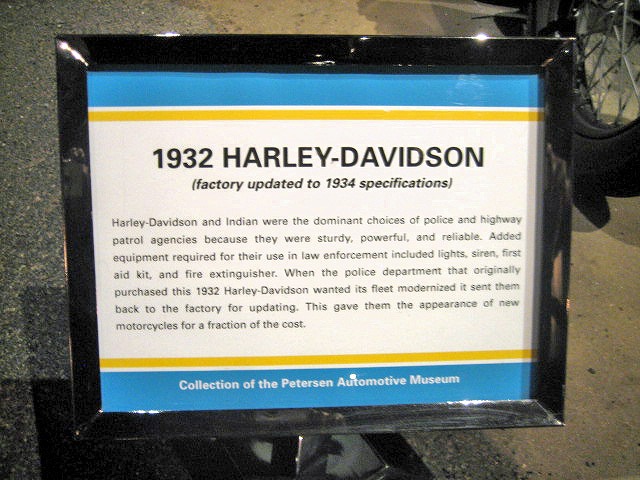 1932 HARLEY-DAVIDSON
(factory updated to 1934 specifications)
Harley-Davidson and Indian were the dominant choices of police and highway
patrol agencies because they were sturdy, powerful, and reliable. Added
equipment required for their use in law enforcement included lights, siren, first
aid kit, and fire extinguisher. When the police department that originally
purchased this 1932 Harley-Davidson wanted its fleet modernized it sent them
back to the factory for updating. This gave them the appearance of new
motorcycles for a fraction of the cost.
Collection of the Petersen Automotive Museum